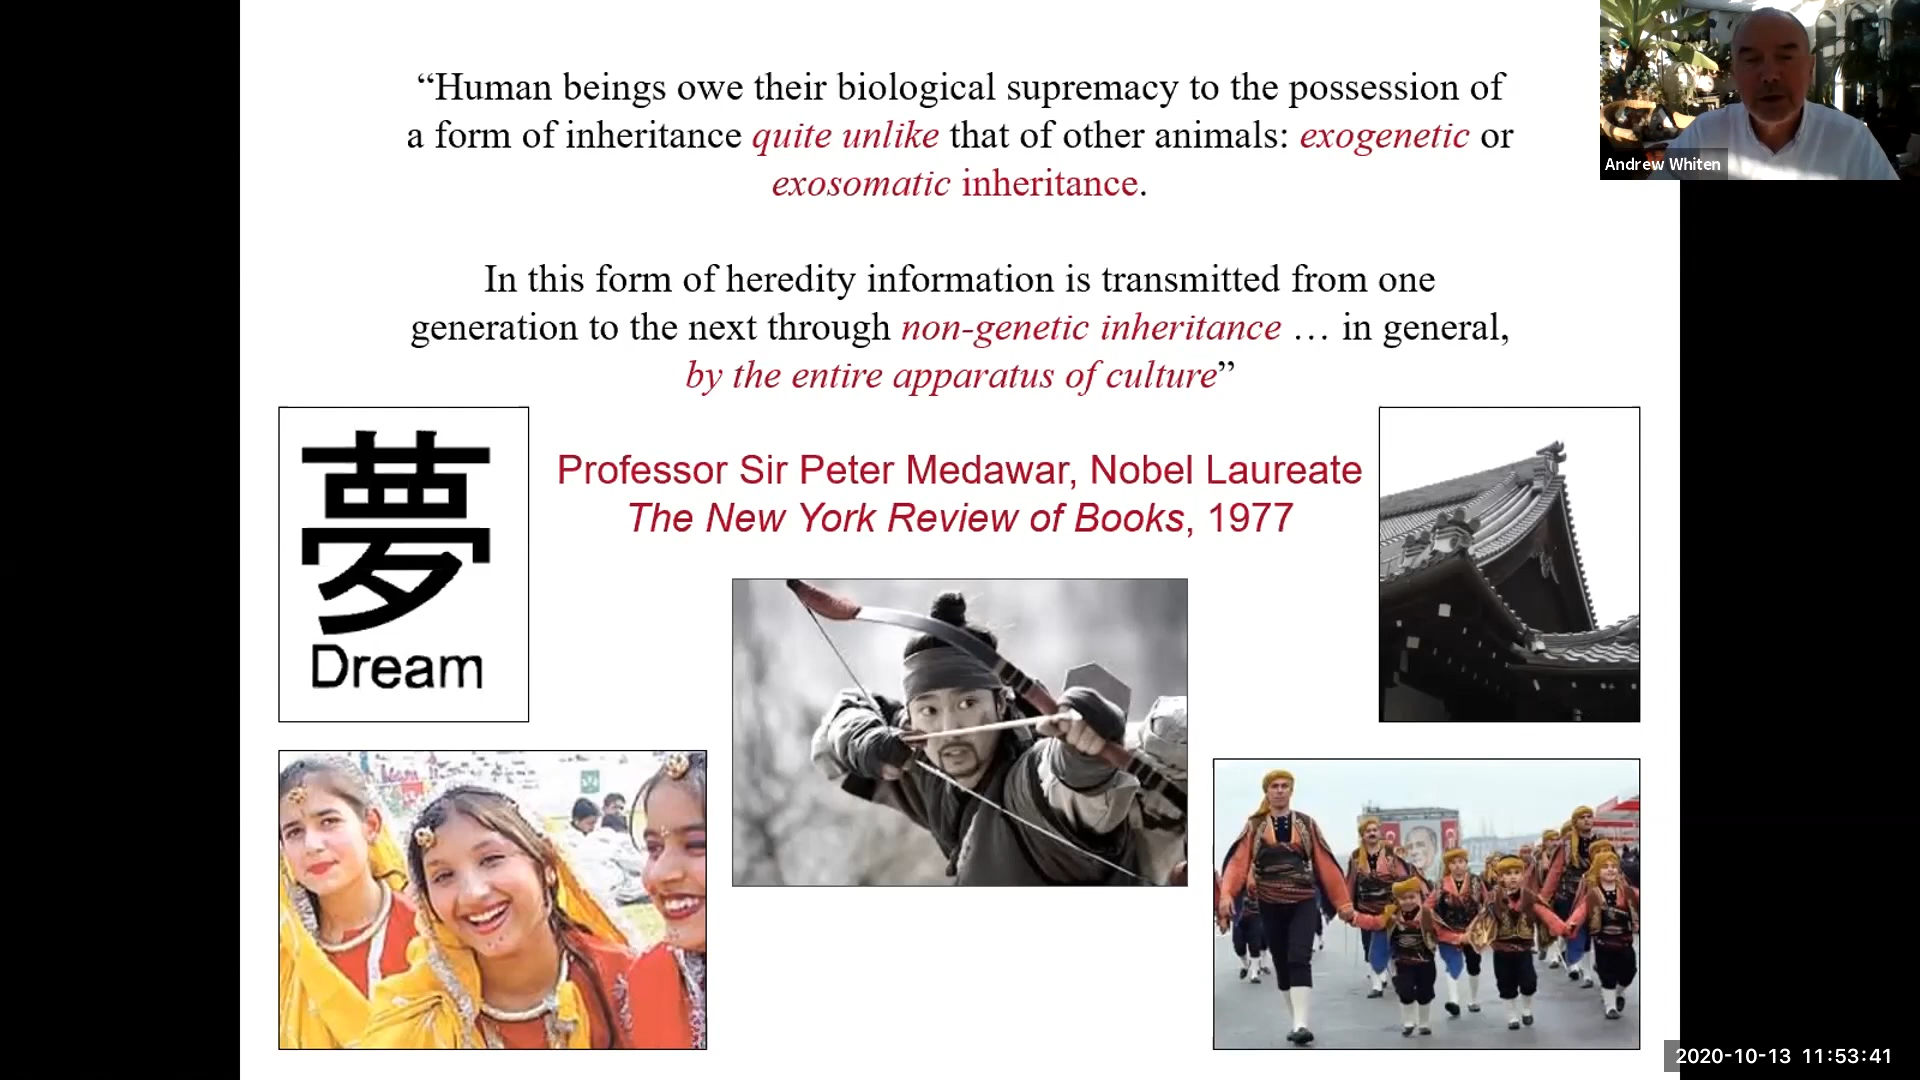 “Human beings owe their biological supremacy to the possession of
a form of inheritance quite unlike that of other animals: exogenetic or
exosomatic inheritance.
In this form of heredity information is transmitted from one
generation to the next through non-genetic inheritance … in general,
by the entire apparatus of culture”
Professor Sir Peter Medawar, Nobel Laureate
The New York Review of Books, 1977
夢
Dream
Andrew Whiten
2020-10-13 11:53:41